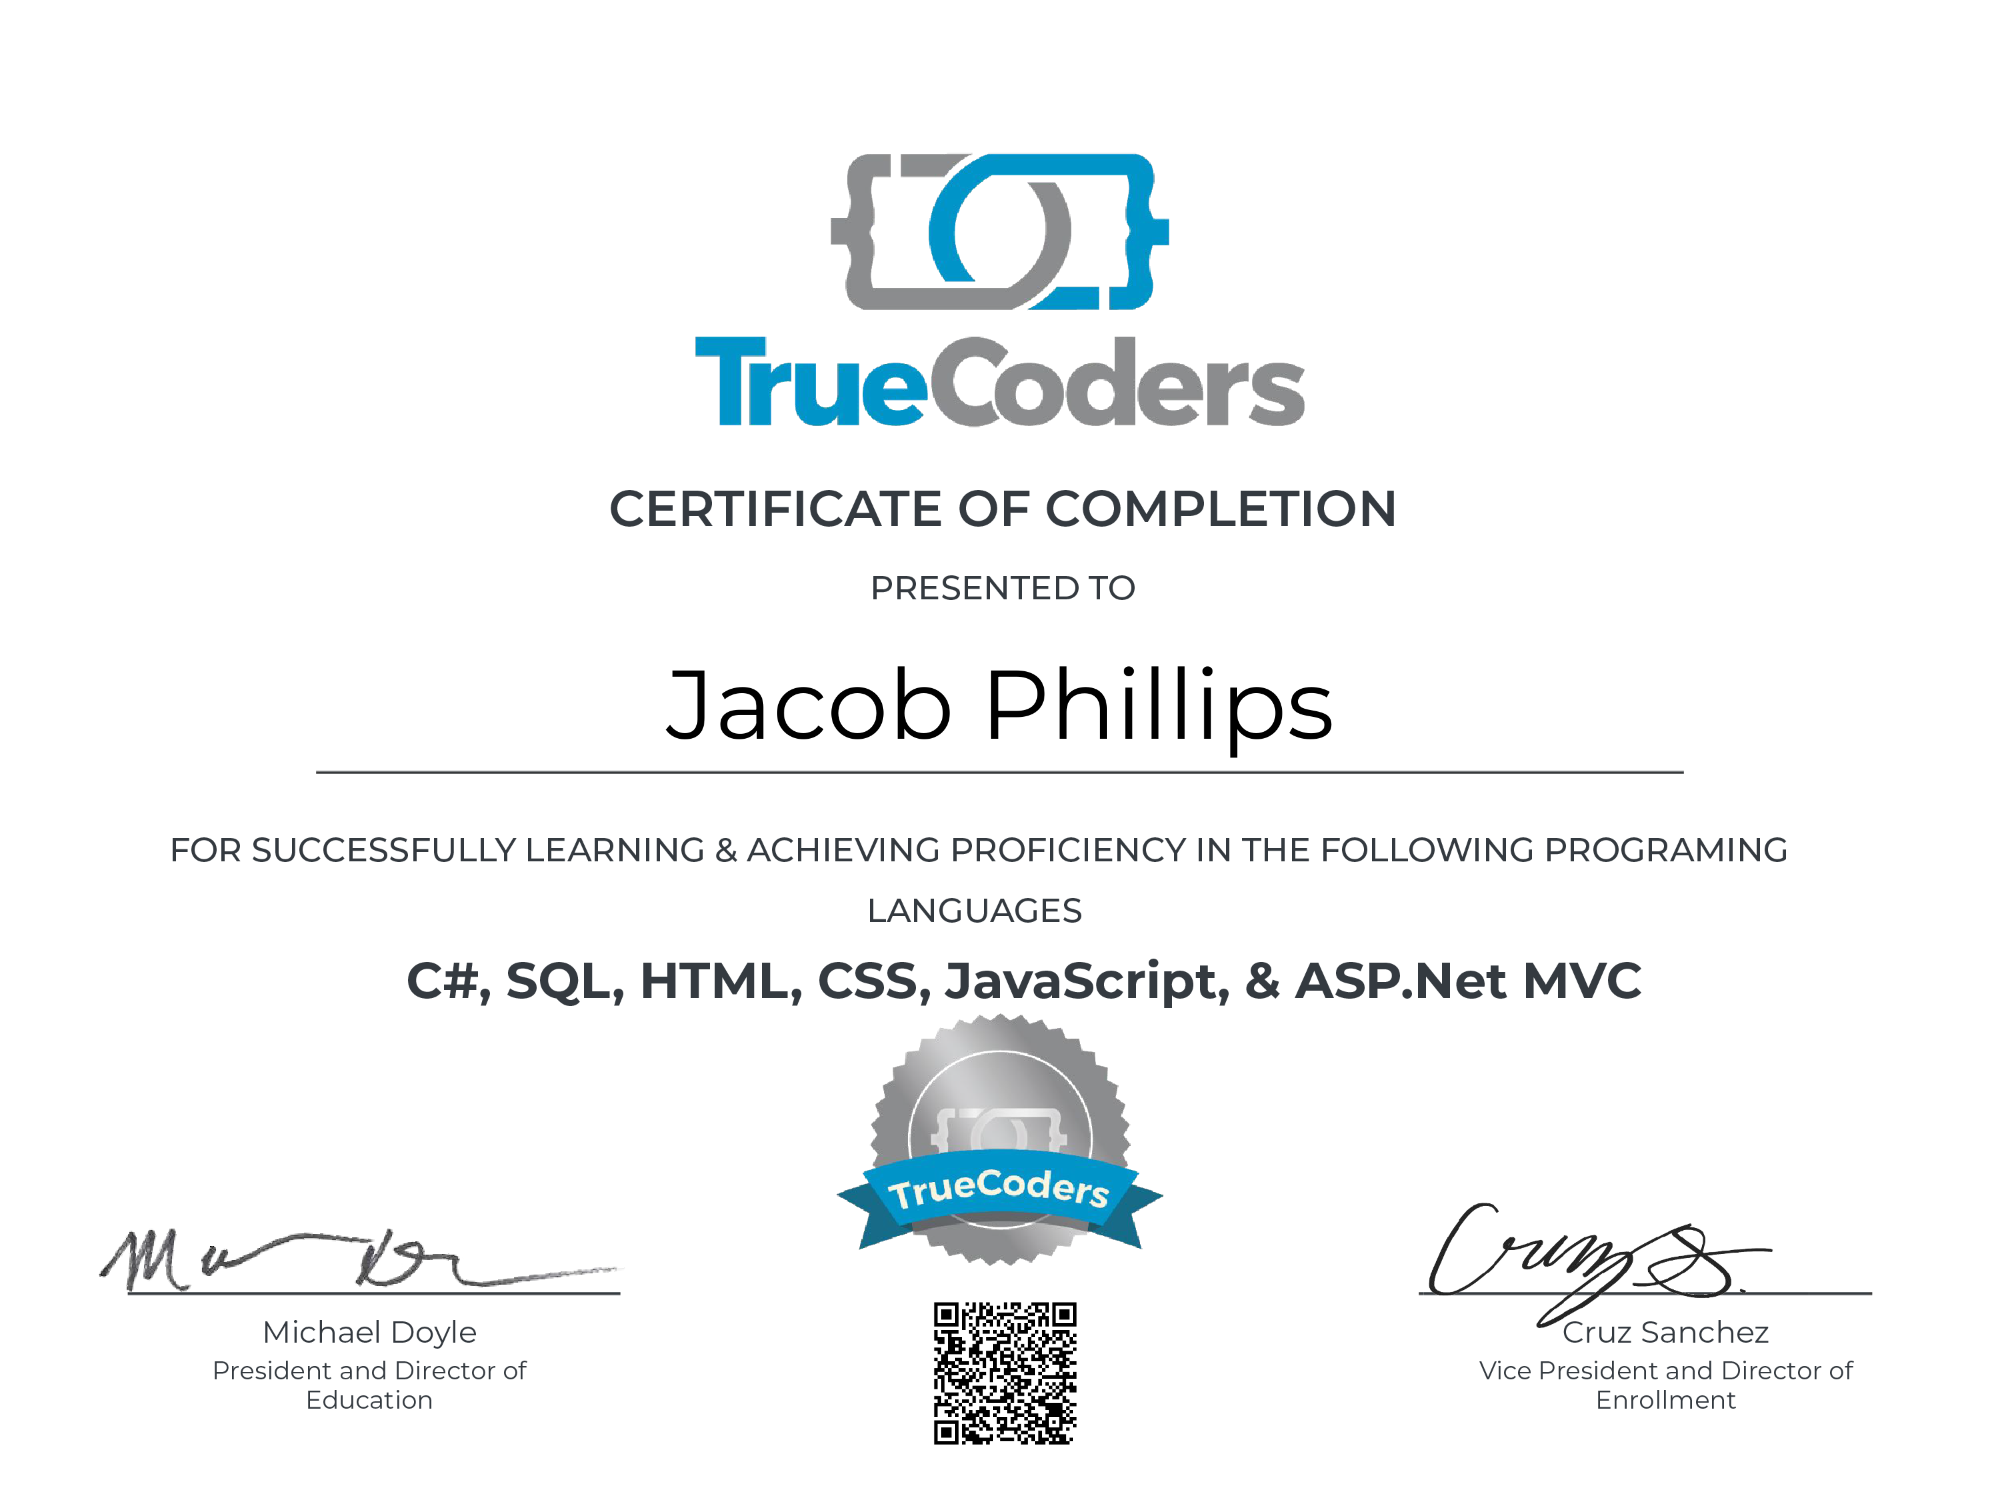 TrueCoders
CERTIFICATE OF COMPLETION
PRESENTED TO
Jacob Phillips
FOR SUCCESSFULLY LEARNING & ACHIEVING PROFICIENCY IN THE FOLLOWING PROGRAMING
LANGUAGES
C#, SQL, HTML, CSS, JavaScript, & ASP.Net MVC
TrueCoders
Cruz S.
Michael Doyle
President and Director of
Education
Cruz Sanchez
Vice President and Director of
Enrollment